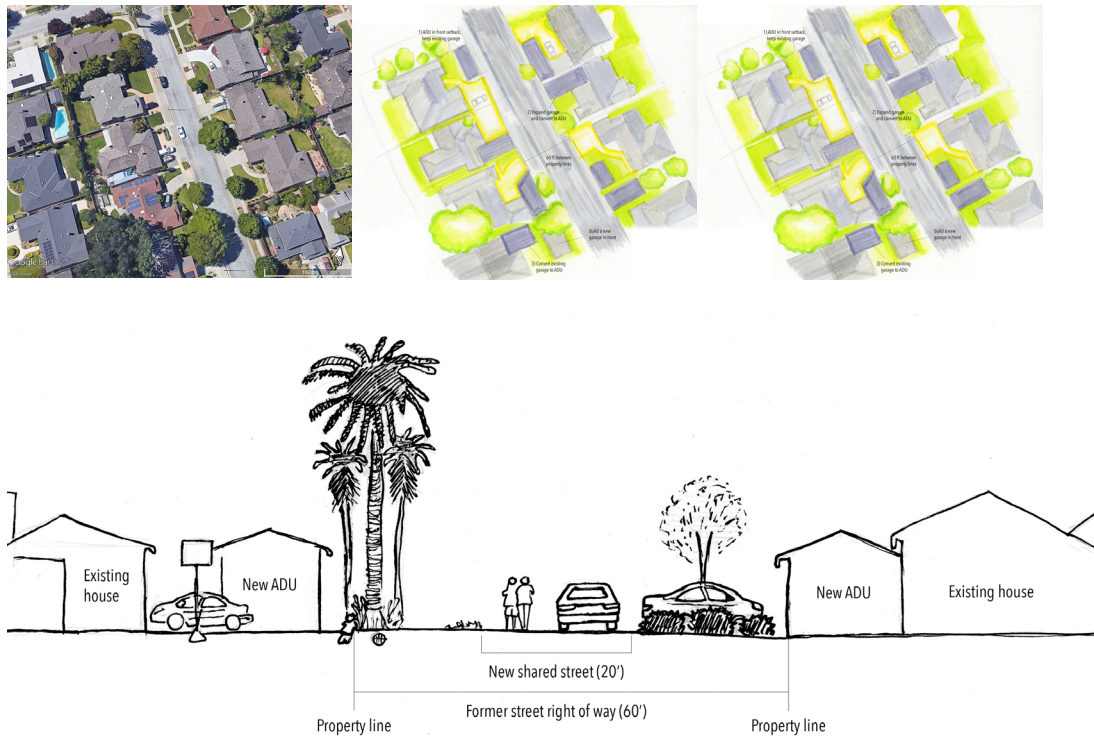 Google Earth
1) ADU in front setback,
keep existing garage
2) Expand garage
and convert to ADU
60 ft between
property lines
Build a new
garage in front
3) Convert existing
garage to ADU
1) ADU in front setback,
keep existing garage
2) Expand garage
and convert to ADU
60 ft between
property lines
Build a new
garage in front
3) Convert existing
garage to ADU
Existing
house
New ADU
New ADU
Existing house
New shared street (20’)
Former street right of way (60’)
Property line
Property line